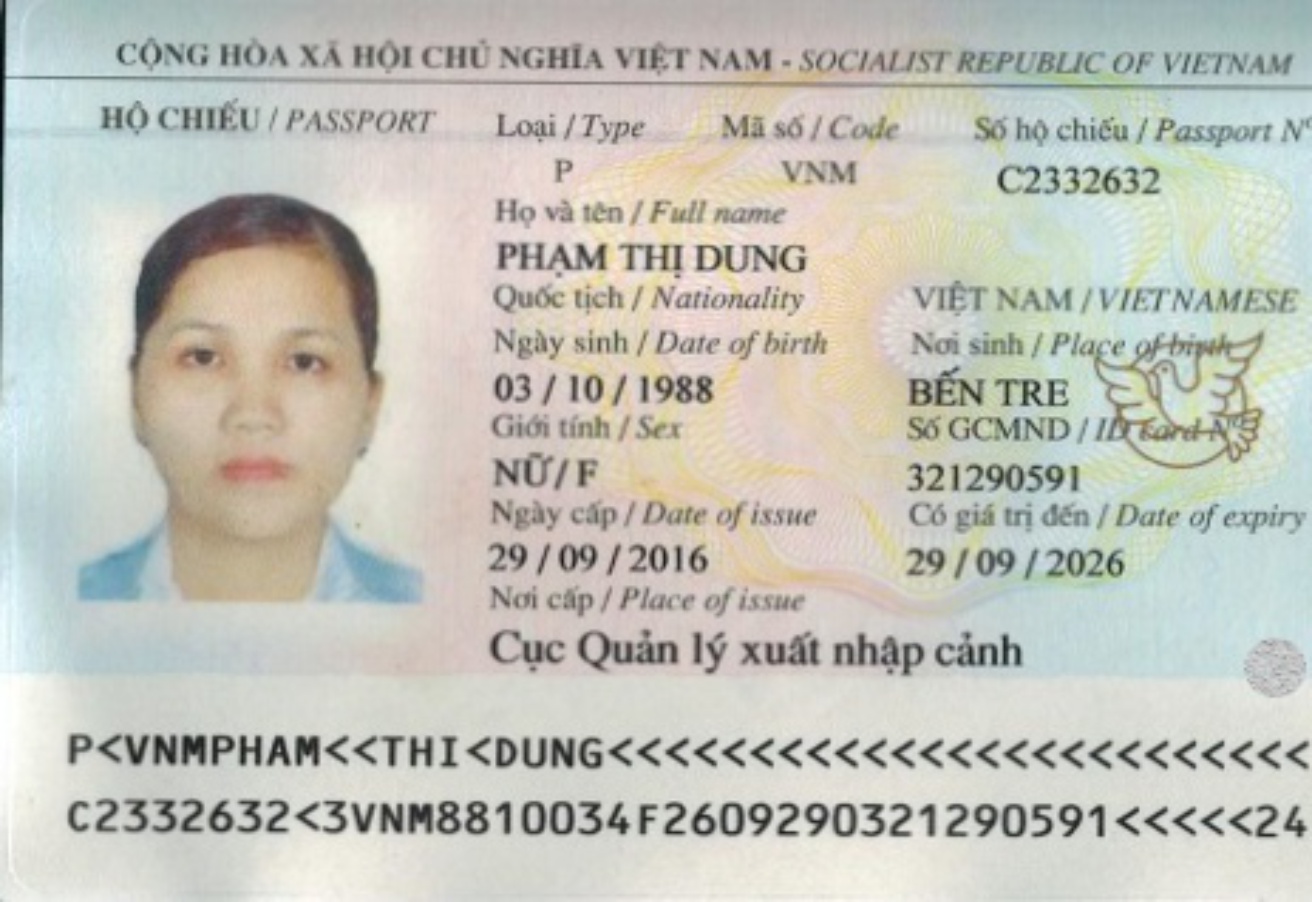 CỘNG HÒA XÃ HỘI CHỦ NGHĨA VIỆT NAM - SOCIALIST REPUBLIC OF VIETNAM
HỘ CHIẾU / PASSPORT Loại / Type Mã số / Code Số hộ chiếu / Passport Nº
P VNM C2332632
Họ và tên / Full name
PHẠM THỊ DUNG
Quốc tịch / Nationality VIỆT NAM / VIETNAMESE
Ngày sinh / Date of birth Nơi sinh / Place of birth
03 / 10 / 1988 BẾN TRE
Giới tính / Sex Số GCMND / ID card Nº
NỮ / F 321290591
Ngày cấp / Date of issue Có giá trị đến / Date of expiry
29 / 09 / 2016 29 / 09 / 2026
Nơi cấp / Place of issue
Cục Quản lý xuất nhập cảnh
P<VNMPHAM<<THI<DUNG<<<<<<<<<<<<<<<<<<<<<<<<<
C2332632<3VNM8810034F2609290321290591<<<<<24